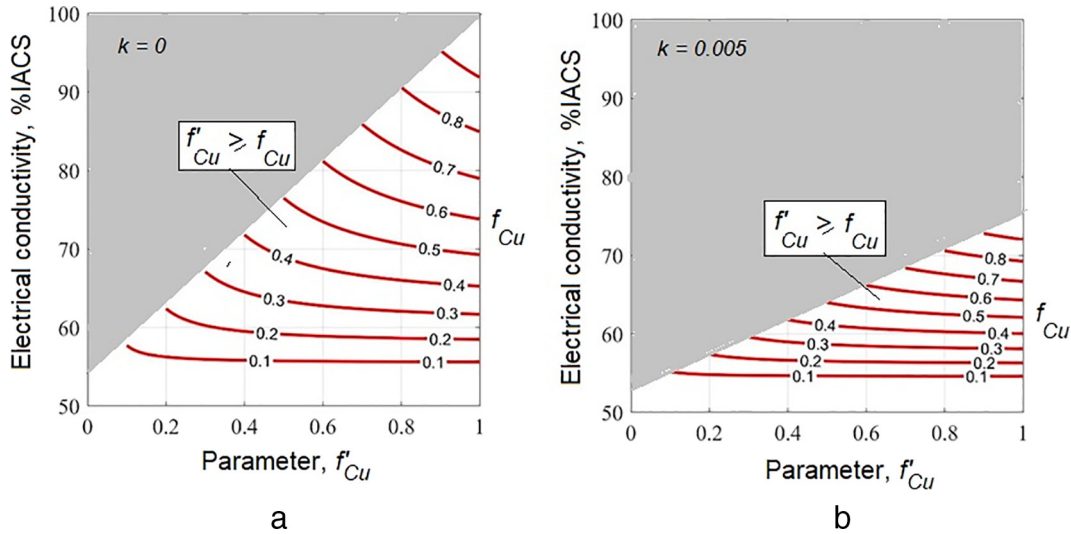 Electrical conductivity, %IACS
100
90
80
70
60
50
k = 0
f'Cu ⩾ fCu
0.8
0.7
0.6
0.5
0.4
0.4
0.3
0.3
0.2
0.2
0.1
0.1
fCu
0 0.2 0.4 0.6 0.8 1
Parameter, f'Cu
a
Electrical conductivity, %IACS
100
90
80
70
60
50
k = 0.005
f'Cu ⩾ fCu
0.8
0.7
0.6
0.5
0.4
0.4
0.3
0.3
0.2
0.2
0.1
0.1
fCu
0 0.2 0.4 0.6 0.8 1
Parameter, f'Cu
b